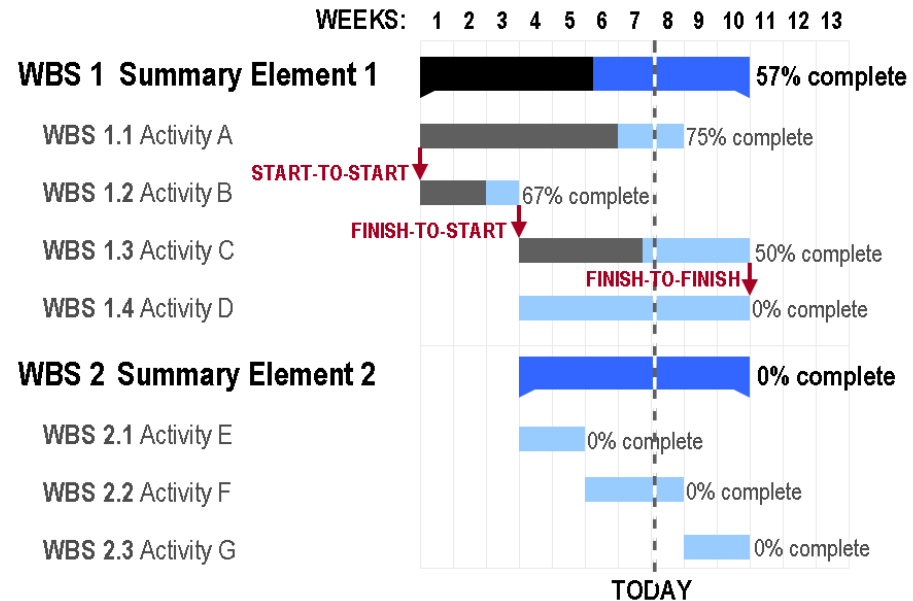 WEEKS: 1 2 3 4 5 6 7 8 9 10 11 12 13
WBS 1 Summary Element 1 57% complete
WBS 1.1 Activity A 75% complete
START-TO-START
WBS 1.2 Activity B 67% complete
FINISH-TO-START
WBS 1.3 Activity C 50% complete
FINISH-TO-FINISH
WBS 1.4 Activity D 0% complete
WBS 2 Summary Element 2 0% complete
WBS 2.1 Activity E 0% complete
WBS 2.2 Activity F 0% complete
WBS 2.3 Activity G 0% complete
TODAY